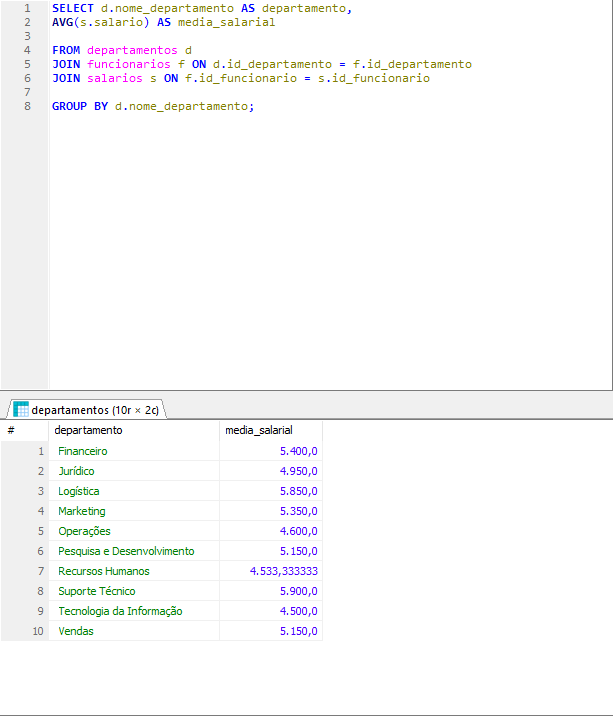 1 SELECT d.nome_departamento AS departamento,
2 AVG(s.salario) AS media_salarial
3
4 FROM departamentos d
5 JOIN funcionarios f ON d.id_departamento = f.id_departamento
6 JOIN salarios s ON f.id_funcionario = s.id_funcionario
7
8 GROUP BY d.nome_departamento;
departamentos (10r × 2c)
# departamento media_salarial
1 Financeiro 5.400,0
2 Jurídico 4.950,0
3 Logística 5.850,0
4 Marketing 5.350,0
5 Operações 4.600,0
6 Pesquisa e Desenvolvimento 5.150,0
7 Recursos Humanos 4.533,333333
8 Suporte Técnico 5.900,0
9 Tecnologia da Informação 4.500,0
10 Vendas 5.150,0